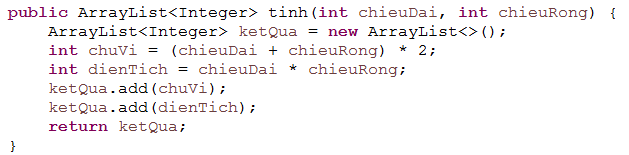 public ArrayList<Integer> tinh(int chieuDai, int chieuRong) {
    ArrayList<Integer> ketQua = new ArrayList<>();
    int chuVi = (chieuDai + chieuRong) * 2;
    int dienTich = chieuDai * chieuRong;
    ketQua.add(chuVi);
    ketQua.add(dienTich);
    return ketQua;
}